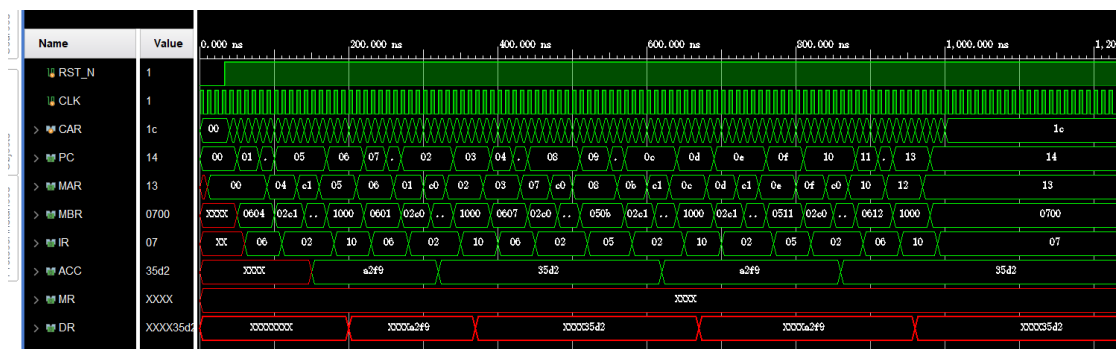 Name Value 0.000 ns 200.000 ns 400.000 ns 600.000 ns 800.000 ns 1,000.000 ns 1,20
RST_N 1
CLK 1
CAR 1c 00 1c
PC 14 00 01 . 05 06 07 . 02 03 04 . 08 09 . 0c 0d 0e 0f 10 11 . 13 14
MAR 13 00 04 c1 05 06 01 c0 02 03 07 c0 08 0b c1 0c 0d c1 0e 0f c0 10 12 13
MBR 0700 XXXX 0604 02c1 .. 1000 0601 02c0 .. 1000 0607 02c0 .. 050b 02c1 .. 1000 02c1 .. 0511 02c0 .. 0612 1000 0700
IR 07 XX 06 02 10 06 02 10 06 02 05 02 10 02 05 02 06 10 07
ACC 35d2 XXXX a2f9 35d2 a2f9 35d2
MR XXXX XXXX
DR XXXX35d2 XXXXXXXX XXXXa2f9 XXXX35d2 XXXXa2f9 XXXX35d2